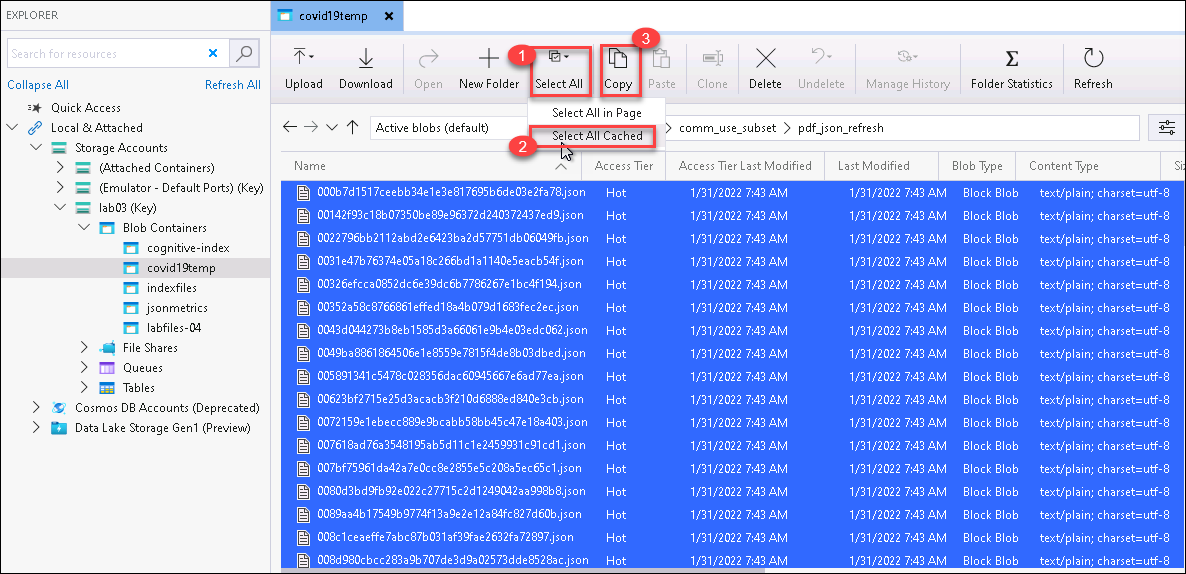 EXPLORER
Search for resources
Collapse All Refresh All
Quick Access
Local & Attached
Storage Accounts
(Attached Containers)
(Emulator - Default Ports) (Key)
lab03 (Key)
Blob Containers
cognitive-index
covid19temp
indexfiles
jsonmetrics
labfiles-04
File Shares
Queues
Tables
Cosmos DB Accounts (Deprecated)
Data Lake Storage Gen1 (Preview)
covid19temp
1 3
Upload Download Open New Folder Select All Copy Paste Clone Delete Undelete Manage History Folder Statistics Refresh
Select All in Page
2 Select All Cached
Active blobs (default) comm_use_subset pdf_json_refresh
Name Access Tier Access Tier Last Modified Last Modified Blob Type Content Type Siz
000b7d1517ceebb34e1e3e817695b6de03e2fa78.json Hot 1/31/2022 7:43 AM 1/31/2022 7:43 AM Block Blob text/plain; charset=utf-8
00142f93c18b07350be89e96372d240372437ed9.json Hot 1/31/2022 7:43 AM 1/31/2022 7:43 AM Block Blob text/plain; charset=utf-8
0022796bb2112abd2e6423ba2d57751db06049fb.json Hot 1/31/2022 7:43 AM 1/31/2022 7:43 AM Block Blob text/plain; charset=utf-8
0031e47b76374e05a18c266bd1a1140e5eacb54f.json Hot 1/31/2022 7:43 AM 1/31/2022 7:43 AM Block Blob text/plain; charset=utf-8
00326efcca0852dc6e39dc6b7786267e1bc4f194.json Hot 1/31/2022 7:43 AM 1/31/2022 7:43 AM Block Blob text/plain; charset=utf-8
00352a58c8766861effed18a4b079d1683fec2ec.json Hot 1/31/2022 7:43 AM 1/31/2022 7:43 AM Block Blob text/plain; charset=utf-8
0043d044273b8eb1585d3a66061e9b4e03edc062.json Hot 1/31/2022 7:43 AM 1/31/2022 7:43 AM Block Blob text/plain; charset=utf-8
0049ba8861864506e1e8559e7815f4de8b03dbed.json Hot 1/31/2022 7:43 AM 1/31/2022 7:43 AM Block Blob text/plain; charset=utf-8
005891341c5478c028356dac60945667e6ad77ea.json Hot 1/31/2022 7:43 AM 1/31/2022 7:43 AM Block Blob text/plain; charset=utf-8
00623bf2715e25d3acacb3f210d6888ed840e3cb.json Hot 1/31/2022 7:43 AM 1/31/2022 7:43 AM Block Blob text/plain; charset=utf-8
0072159e1ebecc889e9bcabb58bb45c47e18a403.json Hot 1/31/2022 7:43 AM 1/31/2022 7:43 AM Block Blob text/plain; charset=utf-8
007618ad76a3548195ab5d11c1e2459931c91cd1.json Hot 1/31/2022 7:43 AM 1/31/2022 7:43 AM Block Blob text/plain; charset=utf-8
007bf75961da42a7e0cc8e2855e5c208a5ec65c1.json Hot 1/31/2022 7:43 AM 1/31/2022 7:43 AM Block Blob text/plain; charset=utf-8
0080d3bd9fb92e022c27715c2d1249042aa998b8.json Hot 1/31/2022 7:43 AM 1/31/2022 7:43 AM Block Blob text/plain; charset=utf-8
0089aa4b17549b9774f13a9e2e12a84fc827d60b.json Hot 1/31/2022 7:43 AM 1/31/2022 7:43 AM Block Blob text/plain; charset=utf-8
008c1ceaeffe7abc87b031af39fae2632fa72897.json Hot 1/31/2022 7:43 AM 1/31/2022 7:43 AM Block Blob text/plain; charset=utf-8
008d980cbcc283a9b707de3d9a02573dde8528ac.json Hot 1/31/2022 7:43 AM 1/31/2022 7:43 AM Block Blob text/plain; charset=utf-8